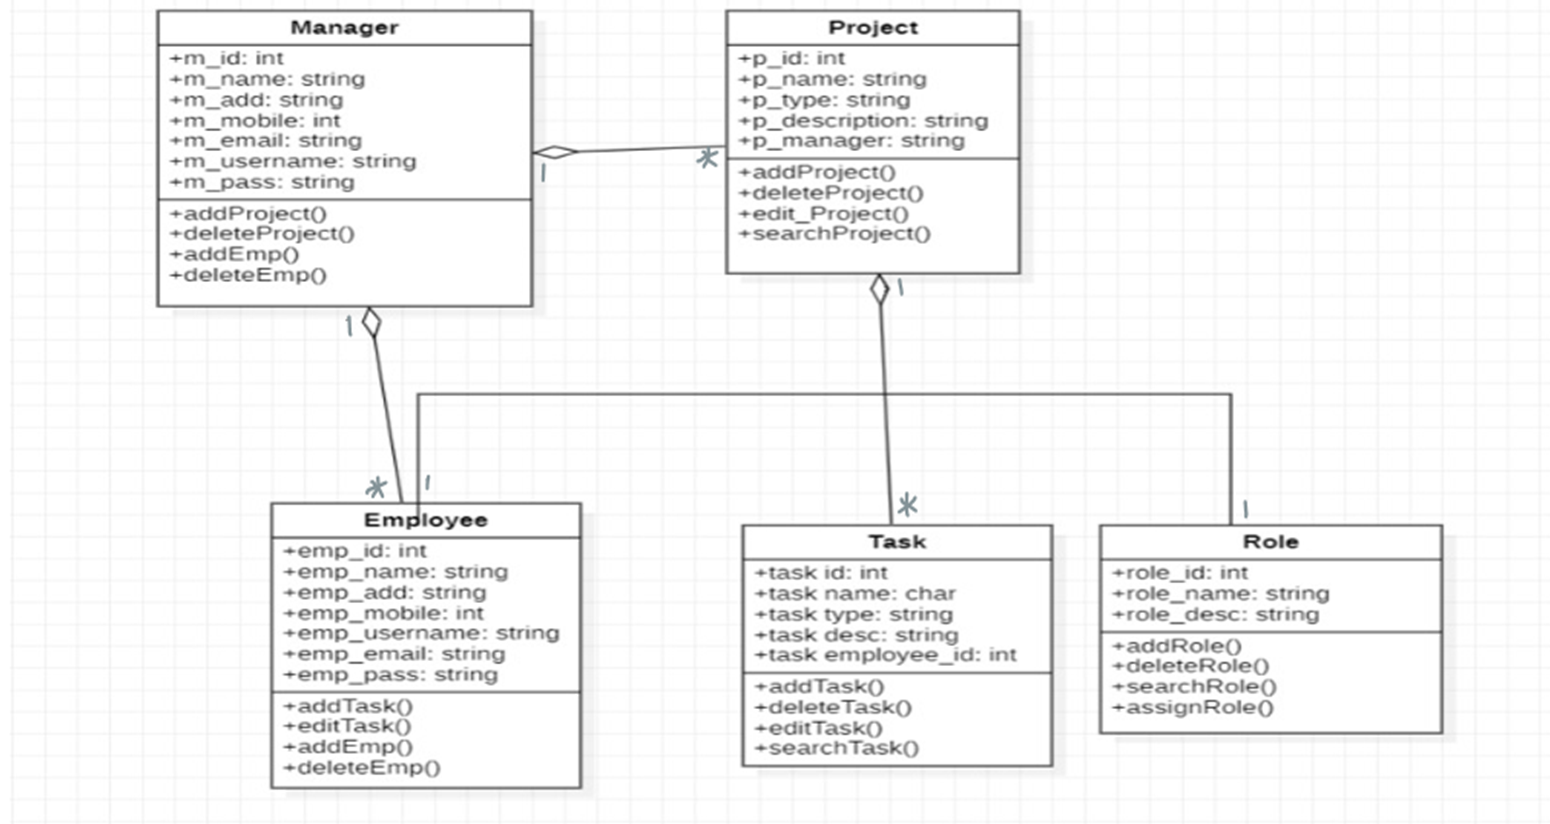 Manager
+m_id: int
+m_name: string
+m_add: string
+m_mobile: int
+m_email: string
+m_username: string
+m_pass: string
+addProject()
+deleteProject()
+addEmp()
+deleteEmp()
1
*
1
*
Project
+p_id: int
+p_name: string
+p_type: string
+p_description: string
+p_manager: string
+addProject()
+deleteProject()
+edit_Project()
+searchProject()
1
*
1
1
Employee
+emp_id: int
+emp_name: string
+emp_add: string
+emp_mobile: int
+emp_username: string
+emp_email: string
+emp_pass: string
+addTask()
+editTask()
+addEmp()
+deleteEmp()
Task
+task id: int
+task name: char
+task type: string
+task desc: string
+task employee_id: int
+addTask()
+deleteTask()
+editTask()
+searchTask()
Role
+role_id: int
+role_name: string
+role_desc: string
+addRole()
+deleteRole()
+searchRole()
+assignRole()